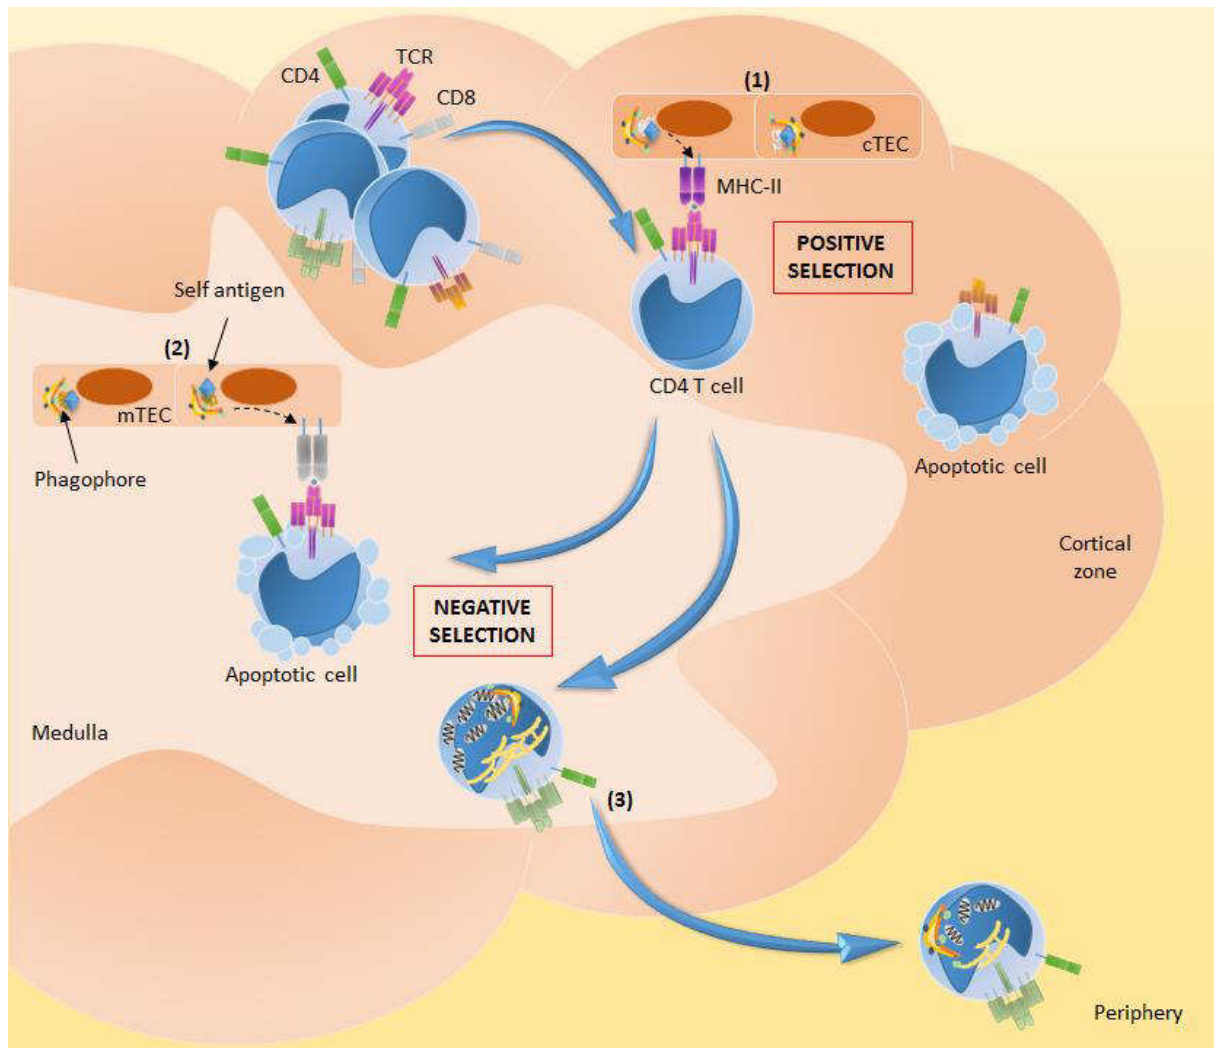 TCR
CD4
CD8
(1)
cTEC
MHC-II
POSITIVE
SELECTION
Self antigen
(2)
mTEC
CD4 T cell
Phagophore
Apoptotic cell
Cortical
zone
NEGATIVE
SELECTION
Apoptotic cell
Medulla
(3)
Periphery